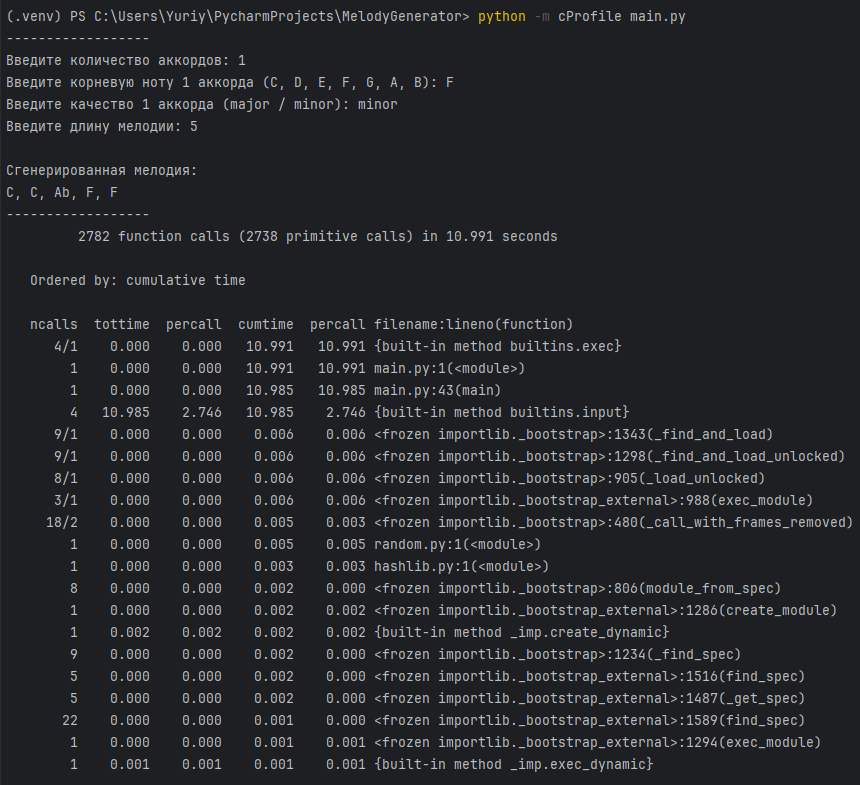 (.venv) PS C:\Users\Yuriy\PycharmProjects\MelodyGenerator> python -m cProfile main.py
------------------
Введите количество аккордов: 1
Введите корневую ноту 1 аккорда (C, D, E, F, G, A, B): F
Введите качество 1 аккорда (major / minor): minor
Введите длину мелодии: 5

Сгенерированная мелодия:
C, C, Ab, F, F
------------------
         2782 function calls (2738 primitive calls) in 10.991 seconds

   Ordered by: cumulative time

   ncalls  tottime  percall  cumtime  percall filename:lineno(function)
      4/1    0.000    0.000   10.991   10.991 {built-in method builtins.exec}
        1    0.000    0.000   10.991   10.991 main.py:1(<module>)
        1    0.000    0.000   10.985   10.985 main.py:43(main)
        4   10.985    2.746   10.985    2.746 {built-in method builtins.input}
      9/1    0.000    0.000    0.006    0.006 <frozen importlib._bootstrap>:1343(_find_and_load)
      9/1    0.000    0.000    0.006    0.006 <frozen importlib._bootstrap>:1298(_find_and_load_unlocked)
      8/1    0.000    0.000    0.006    0.006 <frozen importlib._bootstrap>:905(_load_unlocked)
      3/1    0.000    0.000    0.006    0.006 <frozen importlib._bootstrap_external>:988(exec_module)
     18/2    0.000    0.000    0.005    0.003 <frozen importlib._bootstrap>:480(_call_with_frames_removed)
        1    0.000    0.000    0.005    0.005 random.py:1(<module>)
        1    0.000    0.000    0.003    0.003 hashlib.py:1(<module>)
        8    0.000    0.000    0.002    0.000 <frozen importlib._bootstrap>:806(module_from_spec)
        1    0.000    0.000    0.002    0.002 <frozen importlib._bootstrap_external>:1286(create_module)
        1    0.002    0.002    0.002    0.002 {built-in method _imp.create_dynamic}
        9    0.000    0.000    0.002    0.000 <frozen importlib._bootstrap>:1234(_find_spec)
        5    0.000    0.000    0.002    0.000 <frozen importlib._bootstrap_external>:1516(find_spec)
        5    0.000    0.000    0.002    0.000 <frozen importlib._bootstrap_external>:1487(_get_spec)
       22    0.000    0.000    0.001    0.000 <frozen importlib._bootstrap_external>:1589(find_spec)
        1    0.000    0.000    0.001    0.001 <frozen importlib._bootstrap_external>:1294(exec_module)
        1    0.001    0.001    0.001    0.001 {built-in method _imp.exec_dynamic}